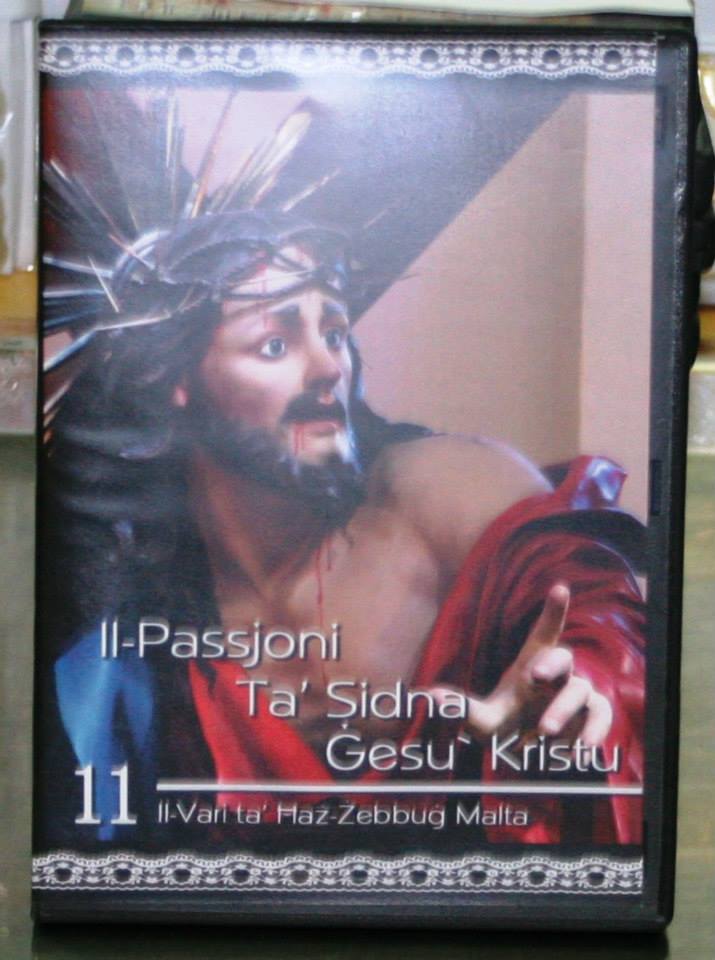 Il-Passjoni
Ta' Sidna
Ġesu` Kristu
11
Il-Vari ta' Ħaż-Żebbuġ Malta